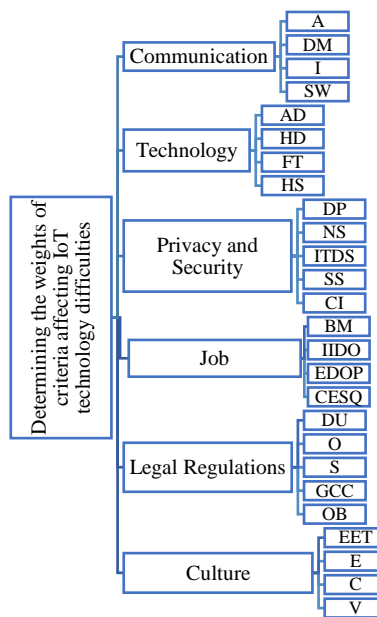 Determining the weights of
criteria affecting IoT
technology difficulties
Communication
A
DM
I
SW
Technology
AD
HD
FT
HS
Privacy and
Security
DP
NS
ITDS
SS
CI
Job
BM
IIDO
EDOP
CESQ
Legal Regulations
DU
O
S
GCC
OB
Culture
EET
E
C
V